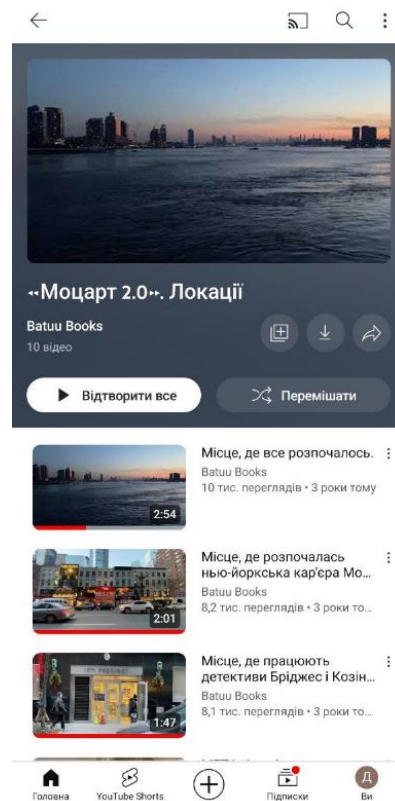 «Моцарт 2.0». Локації
Batuu Books
10 відео
Відтворити все
Перемішати
Місце, де все розпочалось.
Batuu Books
10 тис. переглядів • 3 роки тому
2:54
Місце, де розпочалась
нью-йоркська кар'єра Мо...
Batuu Books
8,2 тис. переглядів • 3 роки то...
2:01
Місце, де працюють
детективи Бріджес і Козін...
Batuu Books
8,1 тис. переглядів • 3 роки то...
1:47
Головна
YouTube Shorts
Підписки
Д
Ви